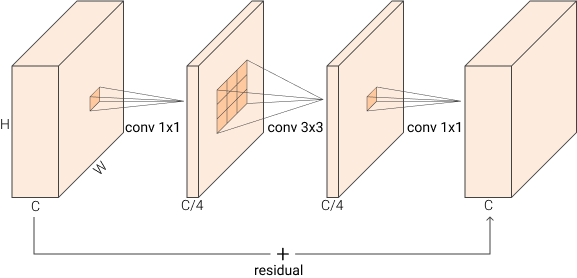 H
W
C
conv 1x1
C/4
conv 3x3
C/4
conv 1x1
C
+
residual